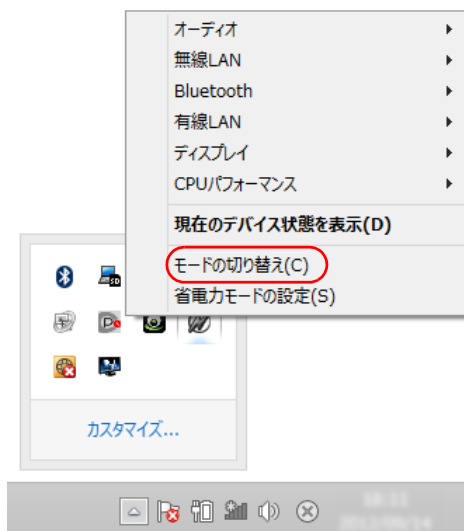 オーディオ
無線LAN
Bluetooth
有線LAN
ディスプレイ
CPUパフォーマンス
現在のデバイス状態を表示(D)
モードの切り替え(C)
省電力モードの設定(S)
SD
カスタマイズ...